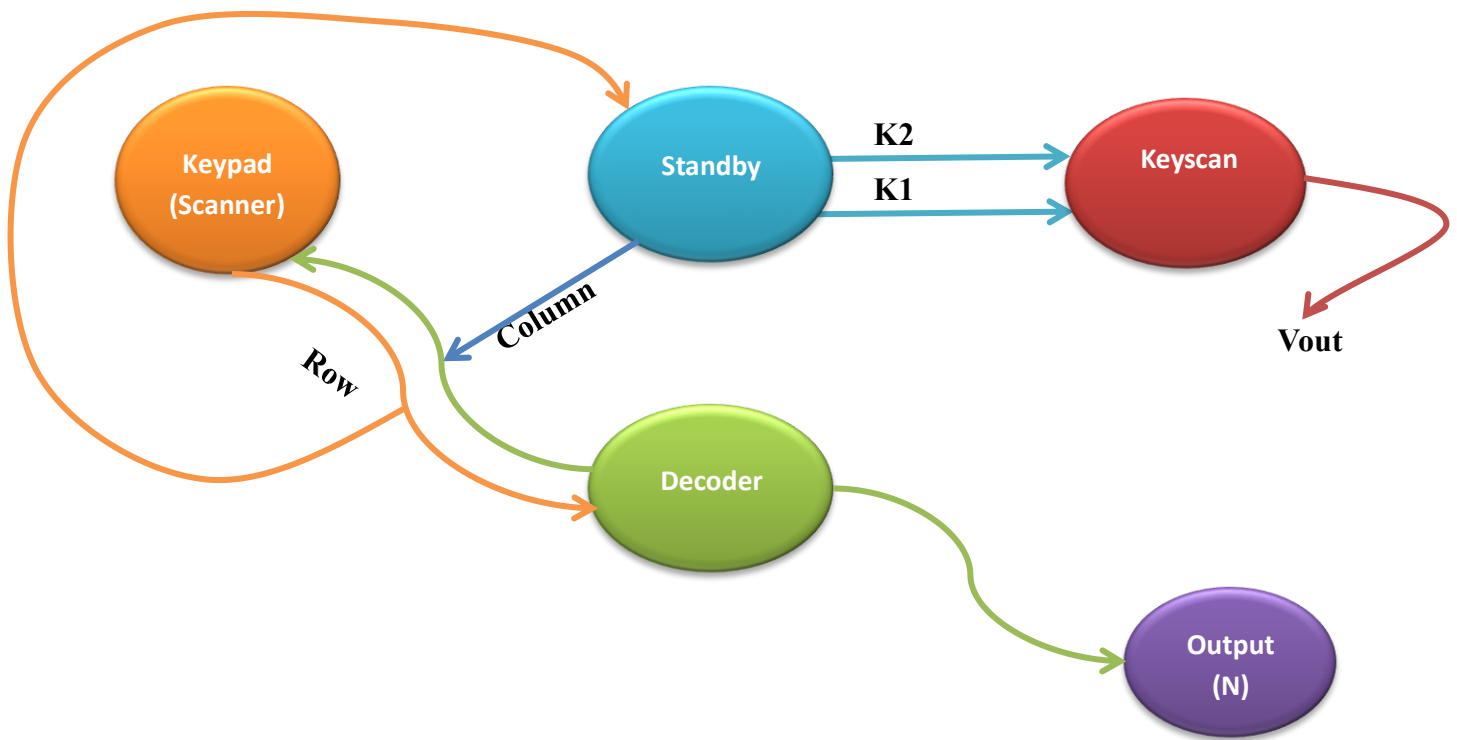 Keypad
(Scanner)
Standby
K2
K1
Keyscan
Column
Row
Vout
Decoder
Output
(N)